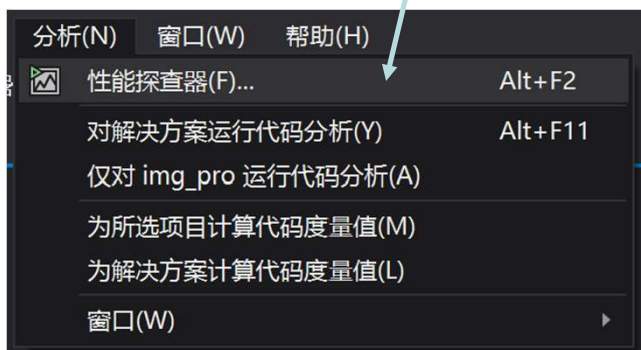 分析(N) 窗口(W) 帮助(H)
性能探查器(F)... Alt+F2
对解决方案运行代码分析(Y) Alt+F11
仅对 img_pro 运行代码分析(A)
为所选项目计算代码度量值(M)
为解决方案计算代码度量值(L)
窗口(W)